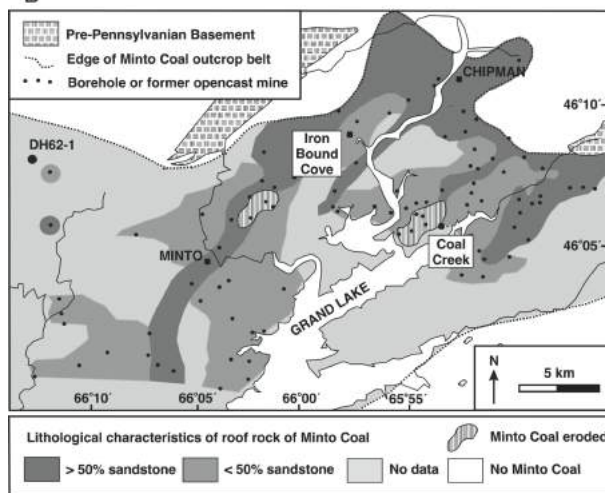 Pre-Pennsylvanian Basement
Edge of Minto Coal outcrop belt
Borehole or former opencast mine
CHIPMAN
46°10'
DH62-1
Iron
Bound
Cove
MINTO
Coal
Creek
46°05'
GRAND LAKE
N
5 km
66°10'
66°05'
66°00'
65°55'
Lithological characteristics of roof rock of Minto Coal
Minto Coal eroded
> 50% sandstone
< 50% sandstone
No data
No Minto Coal